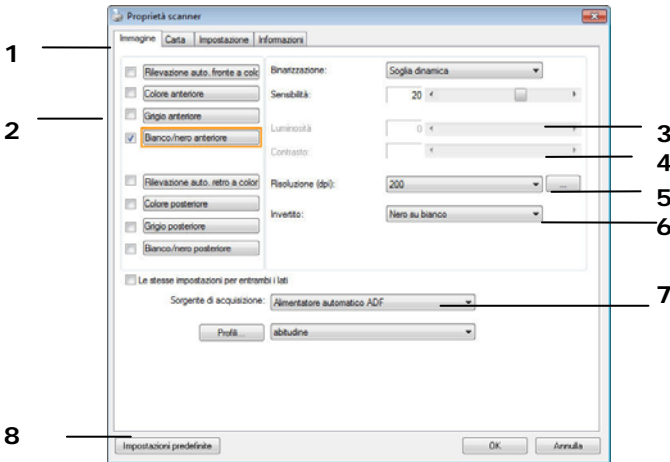 Proprietà scanner
Immagine Carta Impostazione Informazioni
1
2
Rilevazione auto. fronte a colo
Colore anteriore
Grigio anteriore
Bianco/nero anteriore
Rilevazione auto. retro a color
Colore posteriore
Grigio posteriore
Bianco/nero posteriore
Binarizzazione: Soglia dinamica
Sensibilità: 20
Luminosità 0
Contrasto:
Risoluzione (dpi): 200 ...
Invertito: Nero su bianco
3
4
5
6
Le stesse impostazioni per entrambi i lati
Sorgente di acquisizione: Alimentatore automatico ADF
7
Profili... abitudine
8
Impostazioni predefinite OK Annulla